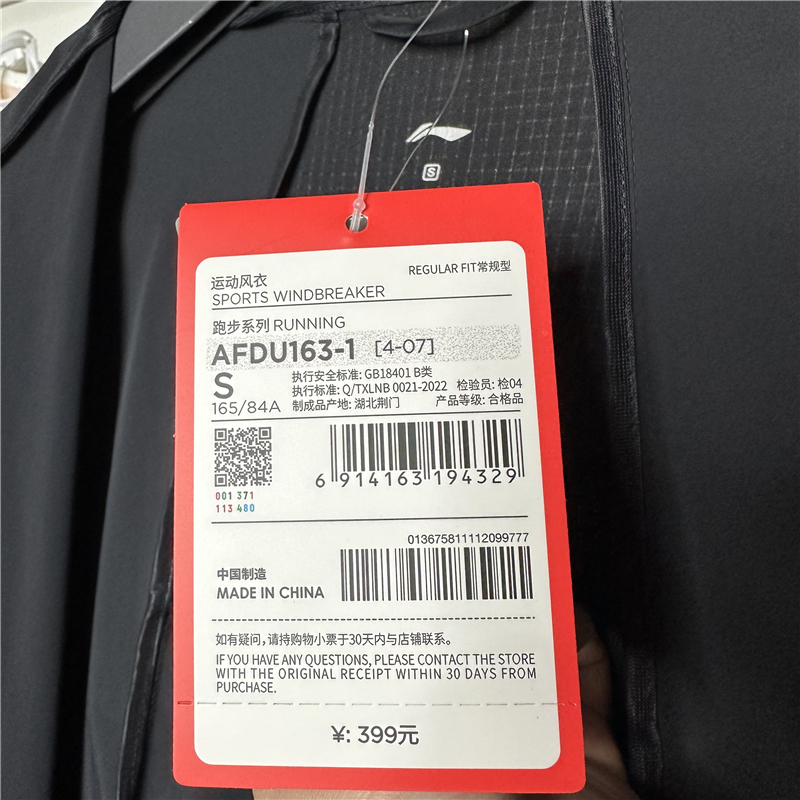 S
运动风衣
REGULAR FIT常规型
SPORTS WINDBREAKER
跑步系列 RUNNING
AFDU163-1 [4-07]
S
165/84A
执行安全标准: GB18401 B类
执行标准: Q/TXLNB 0021-2022 检验员: 检04
制成品产地: 湖北荆门 产品等级: 合格品
001 371
113 480
6 914163 194329
013675811112099777
中国制造
MADE IN CHINA
如有疑问,请持购物小票于30天内与店铺联系。
IF YOU HAVE ANY QUESTIONS, PLEASE CONTACT THE STORE
WITH THE ORIGINAL RECEIPT WITHIN 30 DAYS FROM
PURCHASE.
¥: 399元